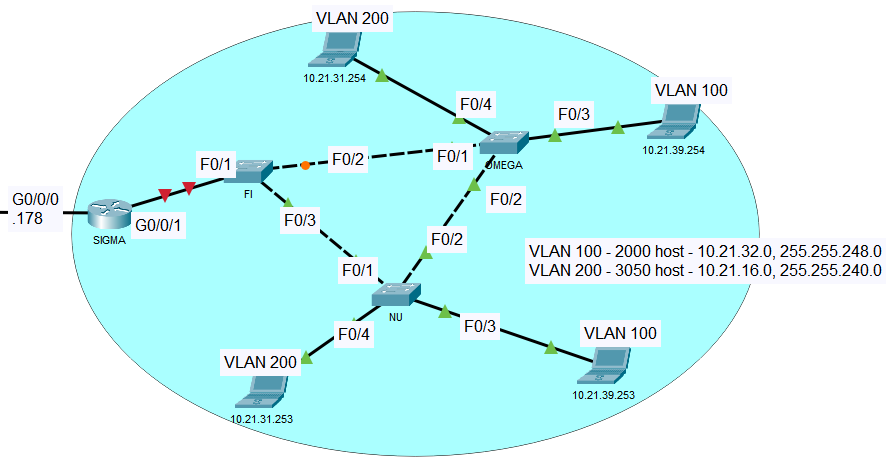 VLAN 200
10.21.31.254
F0/4
F0/3
VLAN 100
10.21.39.254
F0/1
F0/2
F0/1
OMEGA
FI
F0/2
G0/0/0
.178
G0/0/1
SIGMA
F0/3
F0/2
F0/1
VLAN 100 - 2000 host - 10.21.32.0, 255.255.248.0
VLAN 200 - 3050 host - 10.21.16.0, 255.255.240.0
NU
F0/4
F0/3
VLAN 100
10.21.39.253
VLAN 200
10.21.31.253